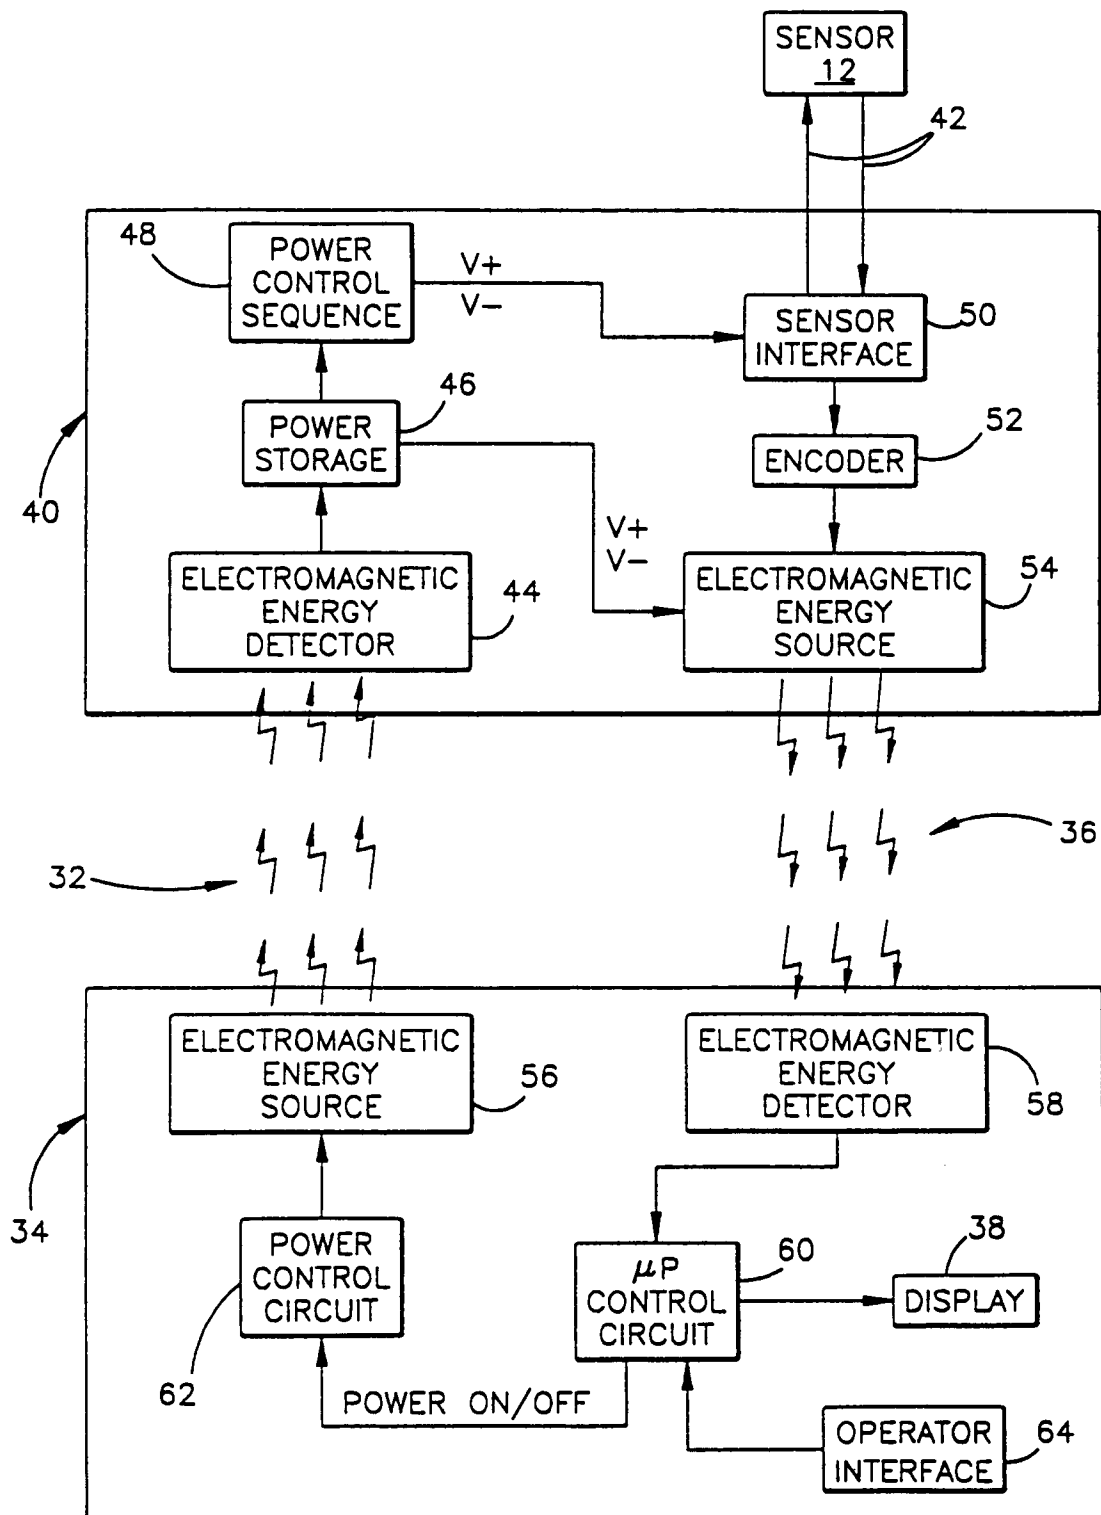 SENSOR
12
42
48
POWER
CONTROL
SEQUENCE
V+
V-
SENSOR
INTERFACE
50
46
POWER
STORAGE
52
ENCODER
40
V+
V-
ELECTROMAGNETIC
ENERGY
DETECTOR
44
ELECTROMAGNETIC
ENERGY
SOURCE
54
32
36
ELECTROMAGNETIC
ENERGY
SOURCE
56
ELECTROMAGNETIC
ENERGY
DETECTOR
58
34
POWER
CONTROL
CIRCUIT
62
μP
CONTROL
CIRCUIT
60
38
DISPLAY
POWER ON/OFF
OPERATOR
INTERFACE
64